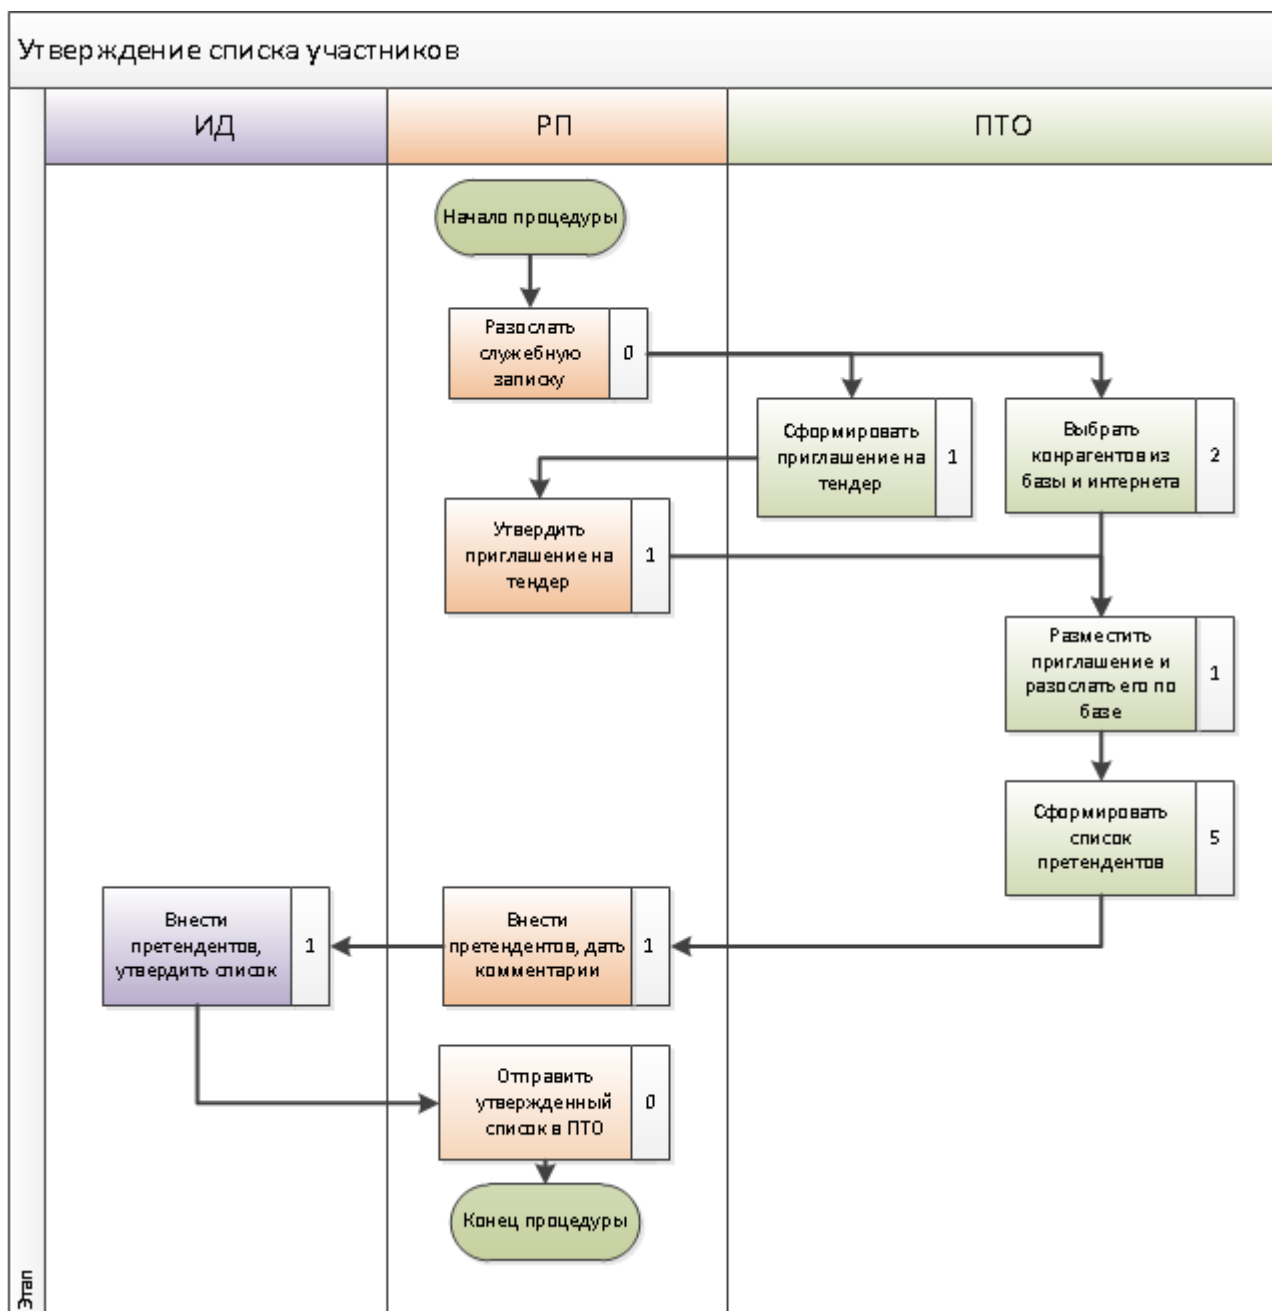 Утверждение списка участников
ИД
РП
ПТО
Начало процедуры
Разослать
служебную
записку
0
Сформировать
приглашение на
тендер
1
Выбрать
конрагентов из
базы и интернета
2
Утвердить
приглашение на
тендер
1
Разместить
приглашение и
разослать его по
базе
1
Сформировать
список
претендентов
5
Внести
претендентов,
утвердить список
1
Внести
претендентов, дать
комментарии
1
Отправить
утвержденный
список в ПТО
0
Конец процедуры
Этап